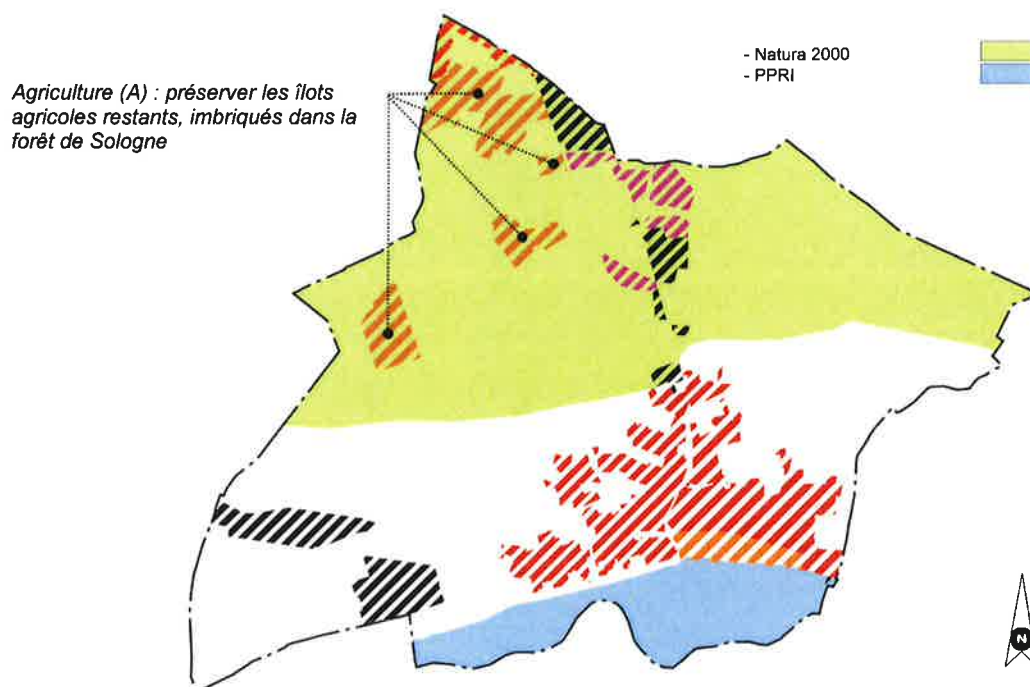 - Natura 2000
- PPRI
Agriculture (A) : préserver les îlots
agricoles restants, imbriqués dans la
forêt de Sologne
N